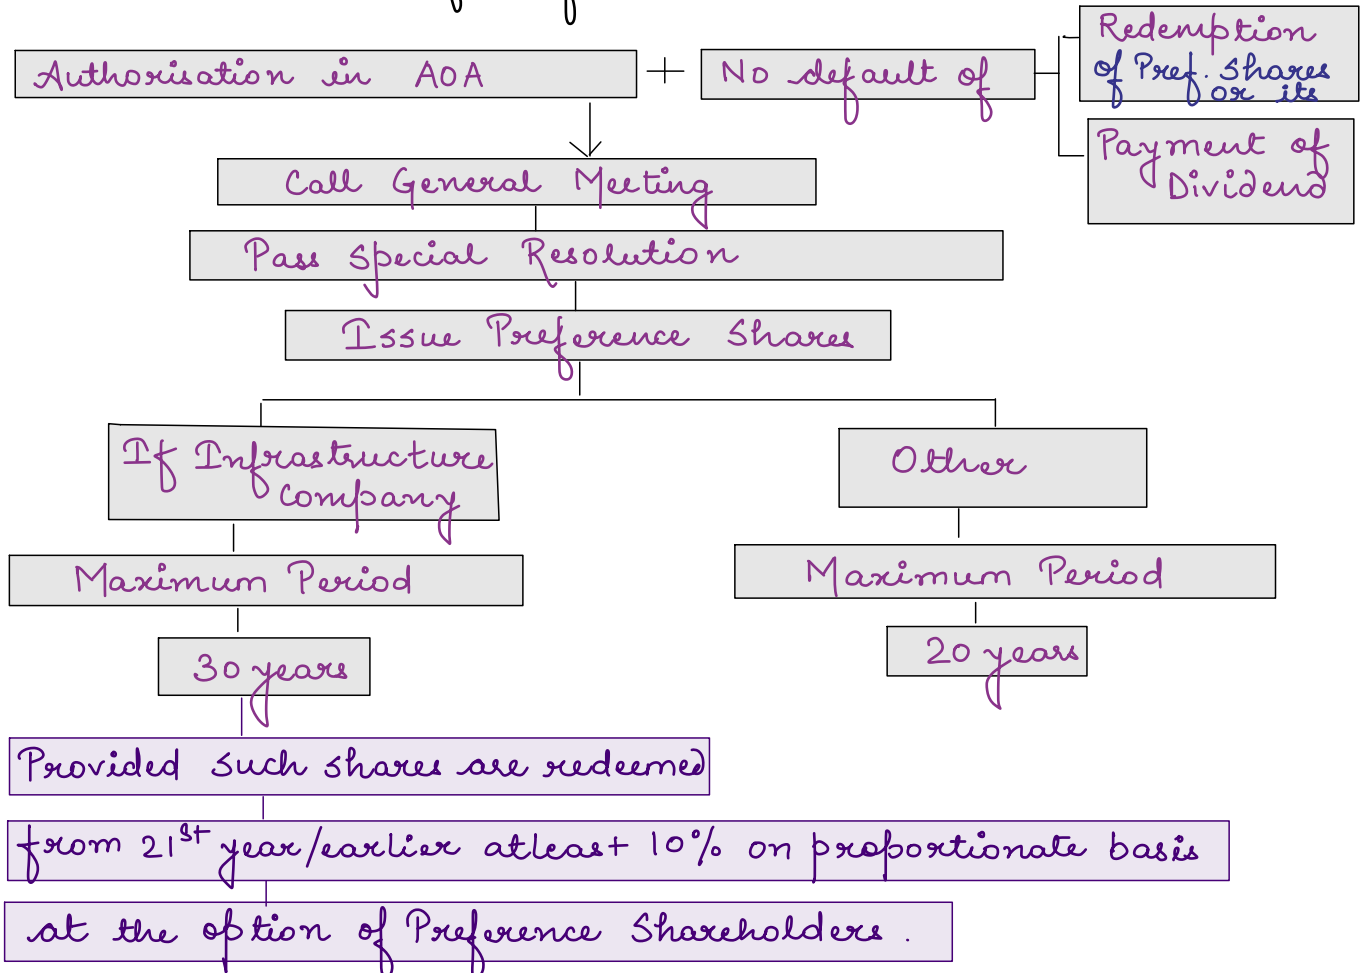 Authorisation in AOA + No default of
Redemption
of Pref. Shares
or its
Payment of
Dividend
Call General Meeting
Pass Special Resolution
Issue Preference Shares
If Infrastructure
Company
Other
Maximum Period
Maximum Period
30 years
20 years
Provided such shares are redeemed
from 21st year/earlier atleast 10% on proportionate basis
at the option of Preference Shareholders.